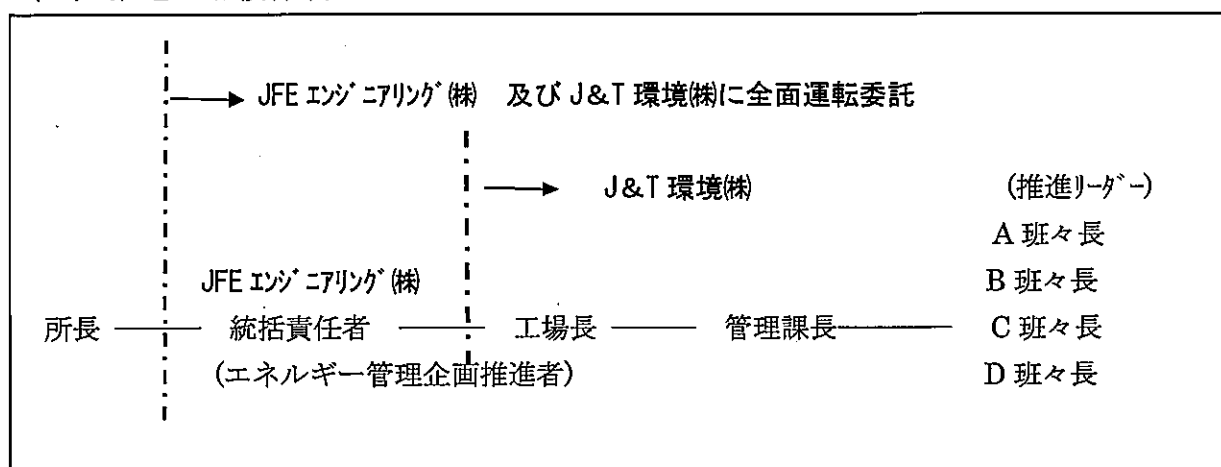 JFE エンジニアリング㈱ 及び J&T 環境㈱に全面運転委託
J&T 環境㈱ (推進リーダー)
A 班々長
JFE エンジニアリング㈱ B 班々長
所長 統括責任者 工場長 管理課長 C 班々長
(エネルギー管理企画推進者) D 班々長